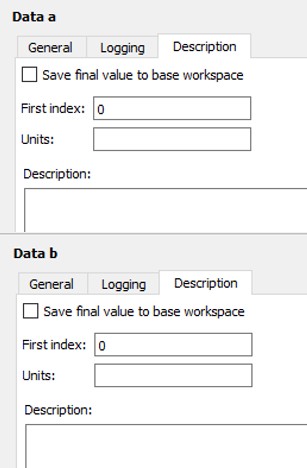 Data a
General Logging Description
Save final value to base workspace
First index: 0
Units:
Description:
Data b
General Logging Description
Save final value to base workspace
First index: 0
Units:
Description: